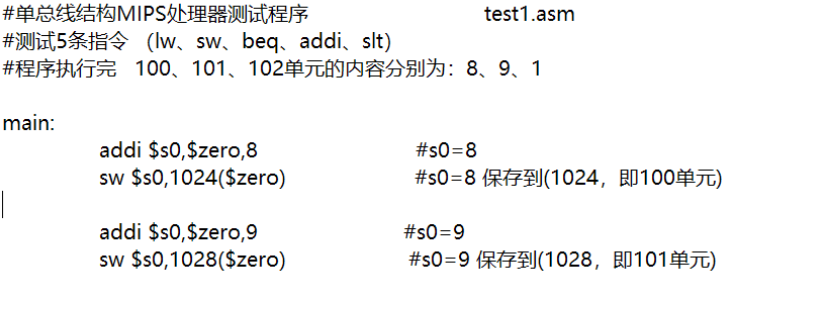 #单总线结构MIPS处理器测试程序 test1.asm
#测试5条指令 （lw、sw、beq、addi、slt）
#程序执行完 100、101、102单元的内容分别为：8、9、1
main:
addi $s0,$zero,8 #s0=8
sw $s0,1024($zero) #s0=8 保存到(1024，即100单元)
addi $s0,$zero,9 #s0=9
sw $s0,1028($zero) #s0=9 保存到(1028，即101单元)